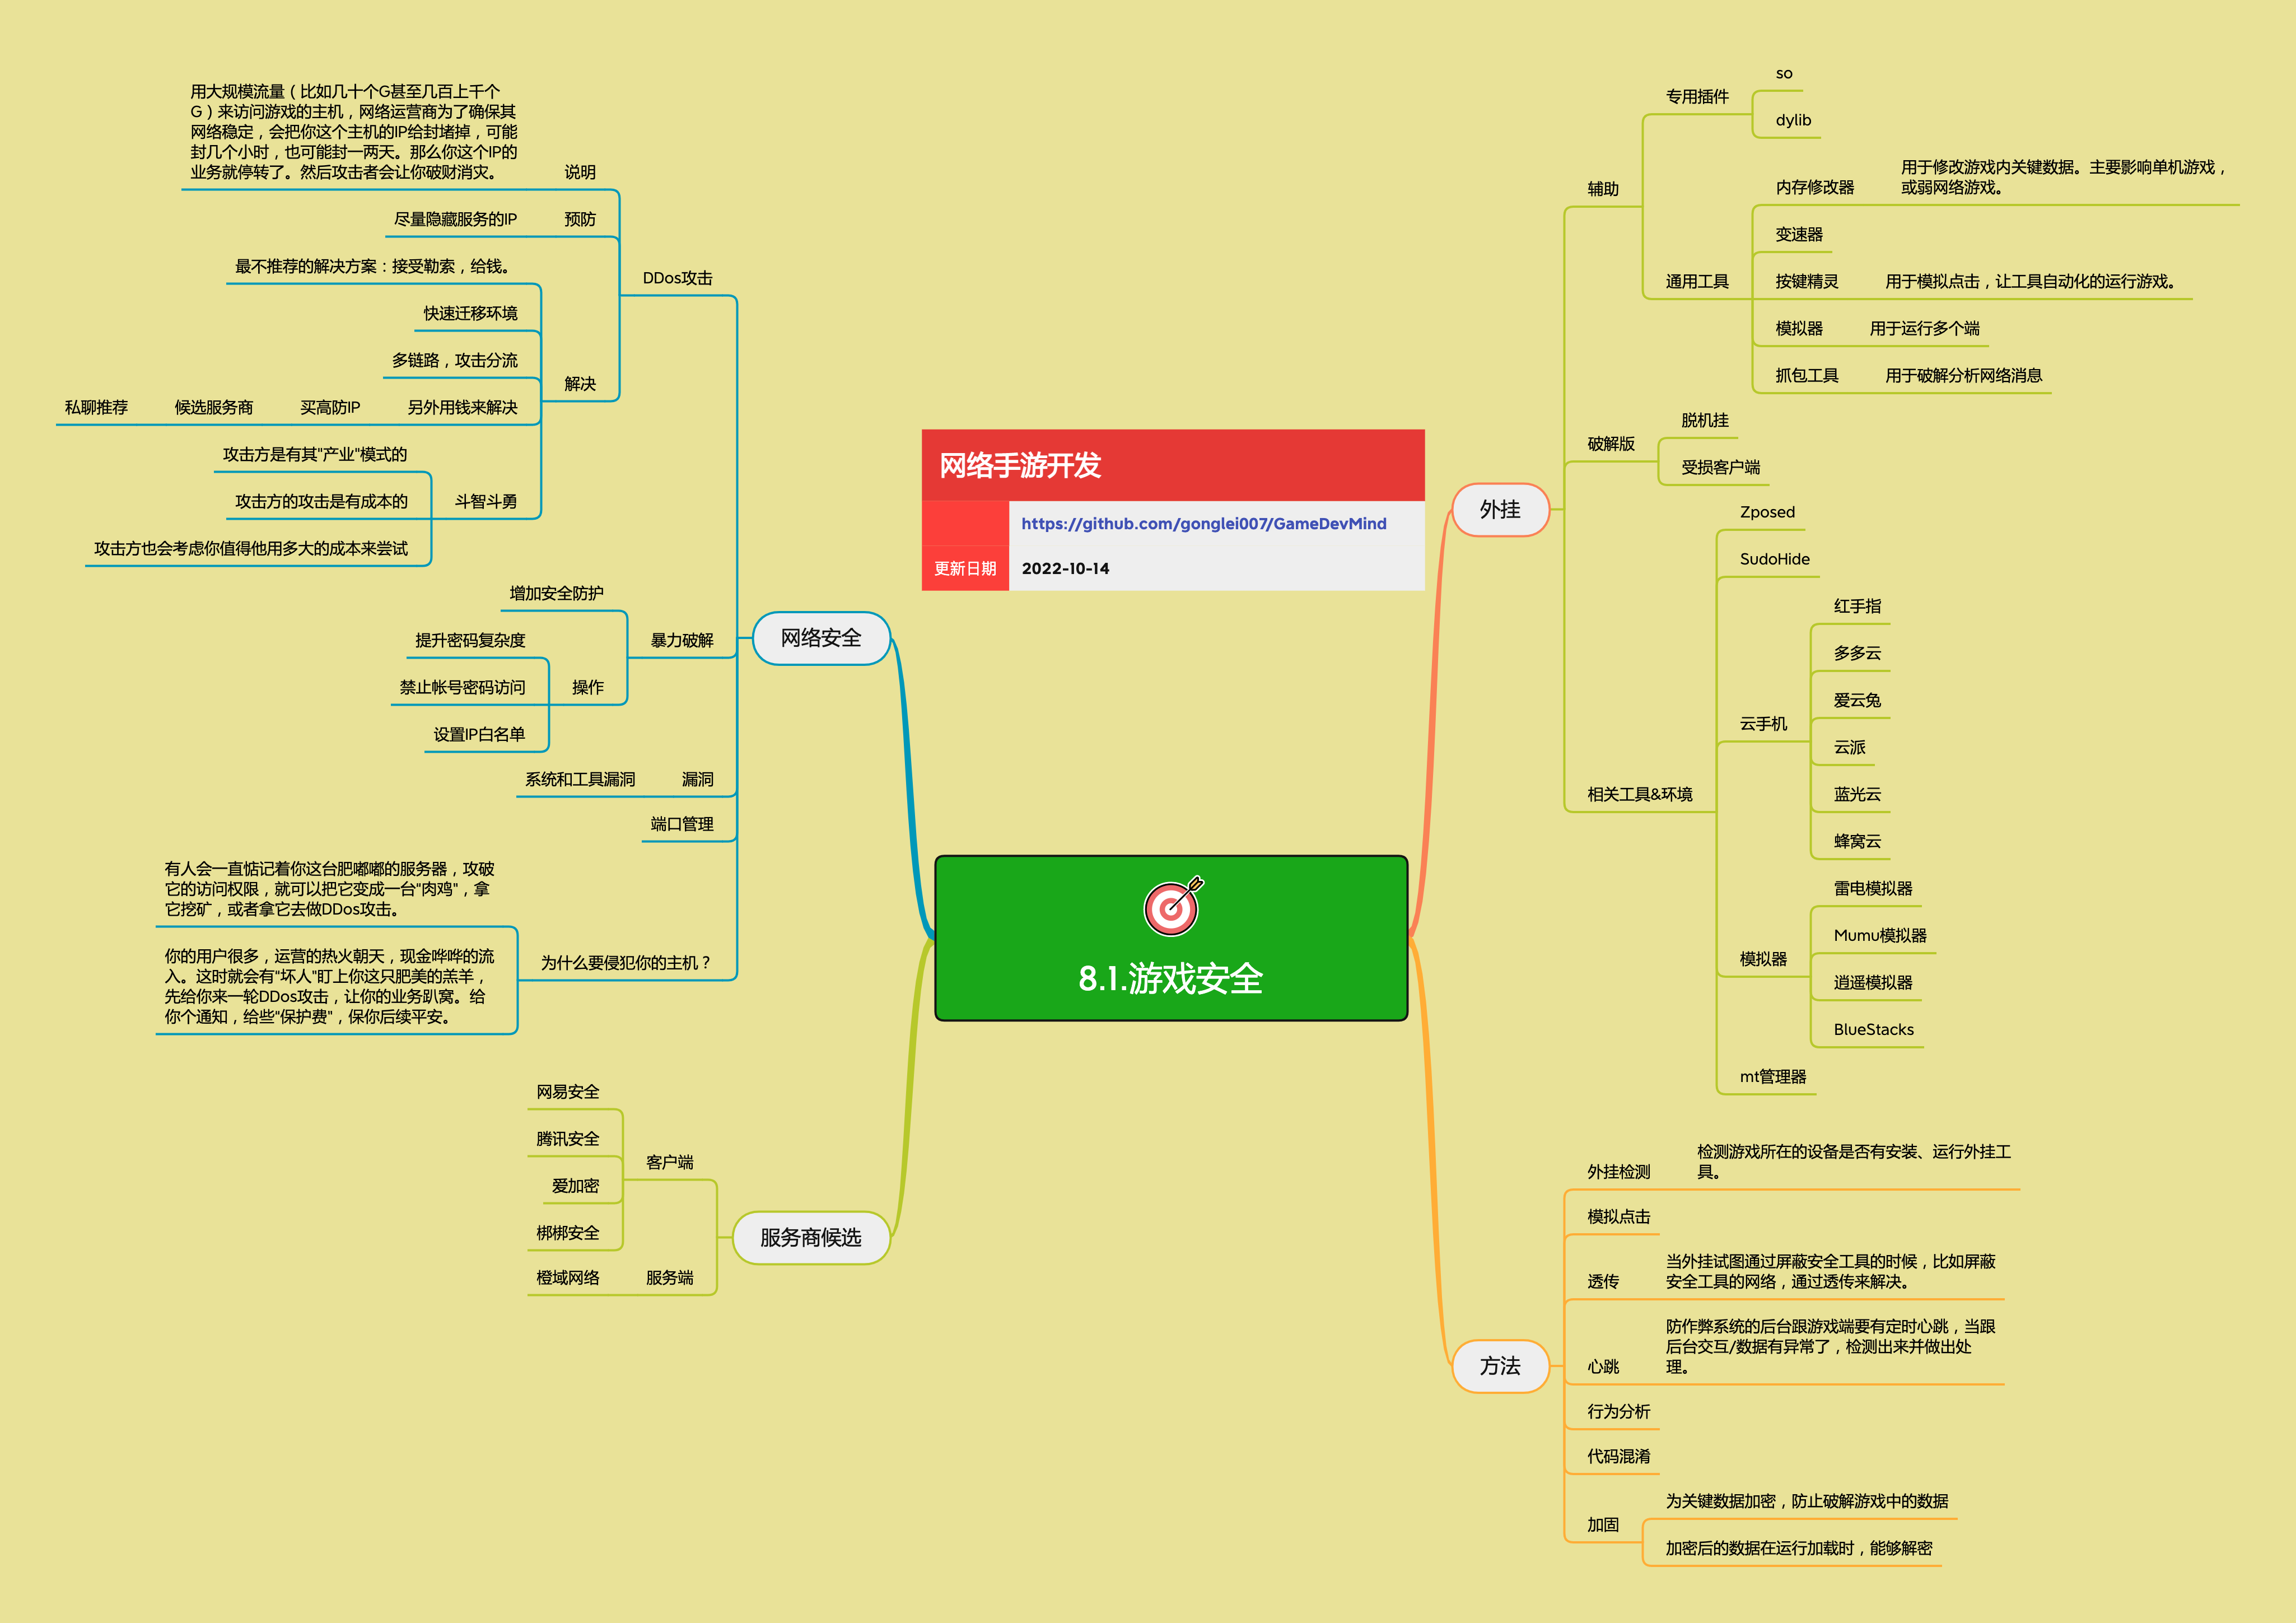 网络手游开发
https://github.com/gonglei007/GameDevMind
更新日期
2022-10-14
8.1.游戏安全
外挂
辅助
专用插件
so
dylib
通用工具
内存修改器
用于修改游戏内关键数据。主要影响单机游戏，
或弱网络游戏。
变速器
按键精灵
用于模拟点击，让工具自动化的运行游戏。
模拟器
用于运行多个端
抓包工具
用于破解分析网络消息
破解版
脱机挂
受损客户端
相关工具&环境
Zposed
SudoHide
云手机
红手指
多多云
爱云兔
云派
蓝光云
蜂窝云
模拟器
雷电模拟器
Mumu模拟器
逍遥模拟器
BlueStacks
mt管理器
方法
外挂检测
检测游戏所在的设备是否有安装、运行外挂工
具。
模拟点击
透传
当外挂试图通过屏蔽安全工具的时候，比如屏蔽
安全工具的网络，通过透传来解决。
心跳
防作弊系统的后台跟游戏端要有定时心跳，当跟
后台交互/数据有异常了，检测出来并做出处
理。
行为分析
代码混淆
加固
为关键数据加密，防止破解游戏中的数据
加密后的数据在运行加载时，能够解密
网络安全
DDos攻击
说明
用大规模流量（比如几十个G甚至几百上千个
G）来访问游戏的主机，网络运营商为了确保其
网络稳定，会把你这个主机的IP给封堵掉，可能
封几个小时，也可能封一两天。那么你这个IP的
业务就停转了。然后攻击者会让你破财消灾。
预防
尽量隐藏服务的IP
解决
最不推荐的解决方案：接受勒索，给钱。
快速迁移环境
多链路，攻击分流
另外用钱来解决
买高防IP
候选服务商
私聊推荐
斗智斗勇
攻击方是有其"产业"模式的
攻击方的攻击是有成本的
攻击方也会考虑你值得他用多大的成本来尝试
暴力破解
增加安全防护
操作
提升密码复杂度
禁止帐号密码访问
设置IP白名单
漏洞
系统和工具漏洞
端口管理
为什么要侵犯你的主机？
有人会一直惦记着你这台肥嘟嘟的服务器，攻破
它的访问权限，就可以把它变成一台"肉鸡"，拿
它挖矿，或者拿它去做DDos攻击。
你的用户很多，运营的热火朝天，现金哗哗的流
入。这时就会有"坏人"盯上你这只肥美的羔羊，
先给你来一轮DDos攻击，让你的业务趴窝。给
你个通知，给些"保护费"，保你后续平安。
服务商候选
客户端
网易安全
腾讯安全
爱加密
梆梆安全
服务端
橙域网络